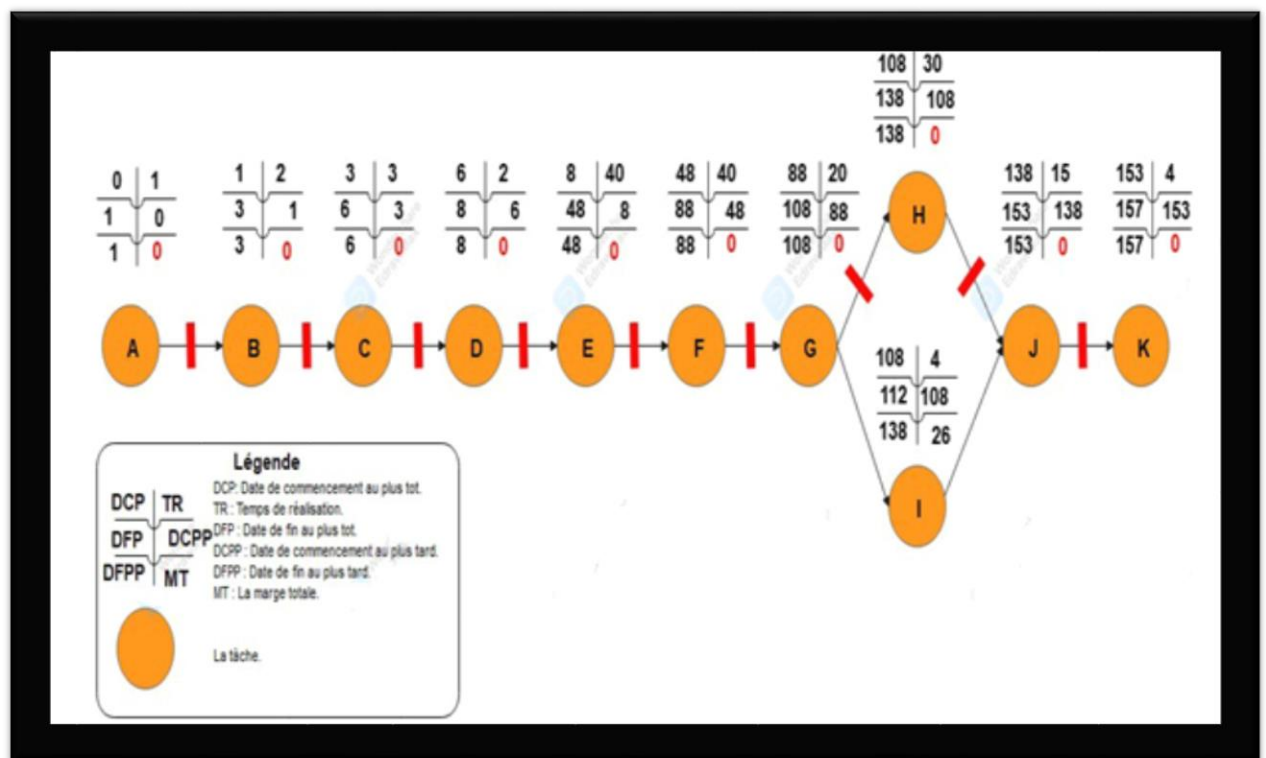 108 30
138 108
138 0
0 1
1 0
1 0
1 2
3 1
3 0
3 3
6 3
6 0
6 2
8 6
8 0
8 40
48 8
48 0
48 40
88 48
88 0
88 20
108 88
108 0
138 15
153 138
153 0
153 4
157 153
157 0
H
A
B
C
D
E
F
G
J
K
108 4
112 108
138 26
I
Légende
DCP TR
DFP DCPP
DFPP MT
DCP: Date de commencement au plus tot.
TR : Temps de réalisation.
DFP : Date de fin au plus tot.
DCPP : Date de commencement au plus tard.
DFPP : Date de fin au plus tard.
MT : La marge totale.
La tâche.